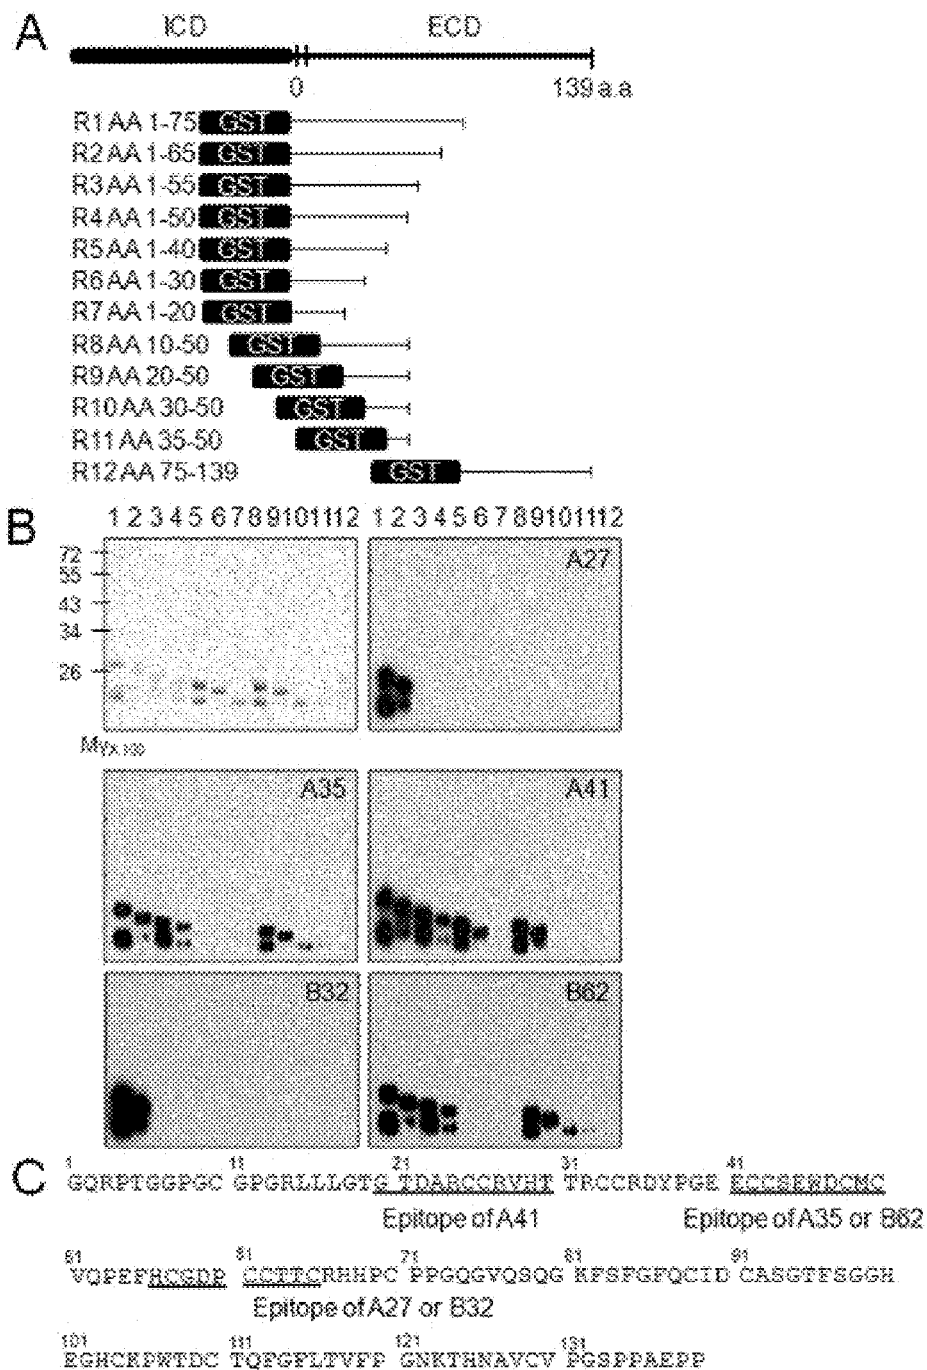 A
ICD ECD
0 139 a.a
R1 AA 1-75 GST
R2 AA 1-65 GST
R3 AA 1-55 GST
R4 AA 1-50 GST
R5 AA 1-40 GST
R6 AA 1-30 GST
R7 AA 1-20 GST
R8 AA 10-50 GST
R9 AA 20-50 GST
R10 AA 30-50 GST
R11 AA 35-50 GST
R12 AA 75-139 GST
B
1 2 3 4 5 6 7 8 9 10 11 12 1 2 3 4 5 6 7 8 9 10 11 12
72
55
43
34
26
A27
A35 A41
B32 B62
C
1 11 21 31 41
GQRPTGGPGC GPGRLLLGTG TDARCCRVHT TRCCRDYPGE ECCSEWDCMC
Epitope of A41 Epitope of A35 or B62
51 61 71 81 91
VQPEFHCGDP CCTTCRHHPC PPGQGVQSQG KFSFGFQCID CASGTFSGGH
Epitope of A27 or B32
101 111 121 131
EGHCKPWTDC TQFGFLTVFP GNKTHNAVCV PGSPPAEPP